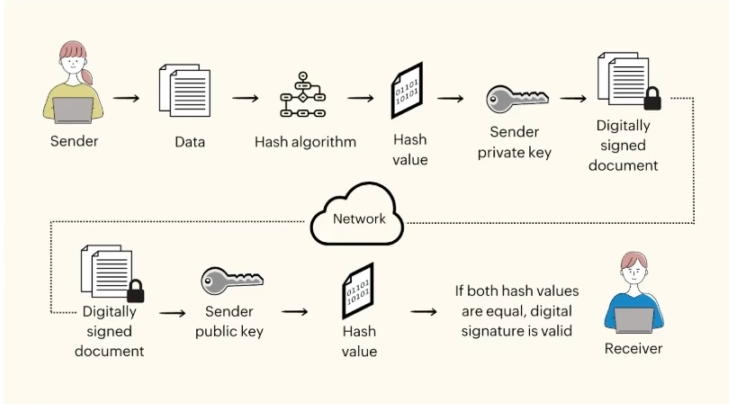 Sender
Data
Hash algorithm
01101
10101
Hash
value
Sender
private key
Digitally
signed
document
Network
Digitally
signed
document
Sender
public key
01101
10101
Hash
value
If both hash values
are equal, digital
signature is valid
Receiver